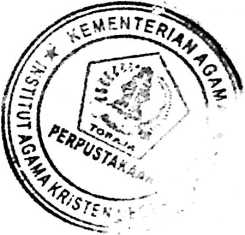 KEMENTERIAN AGAMA
INSTITUT AGAMA KRISTEN
TORAJA
PERPUSTAKAAN